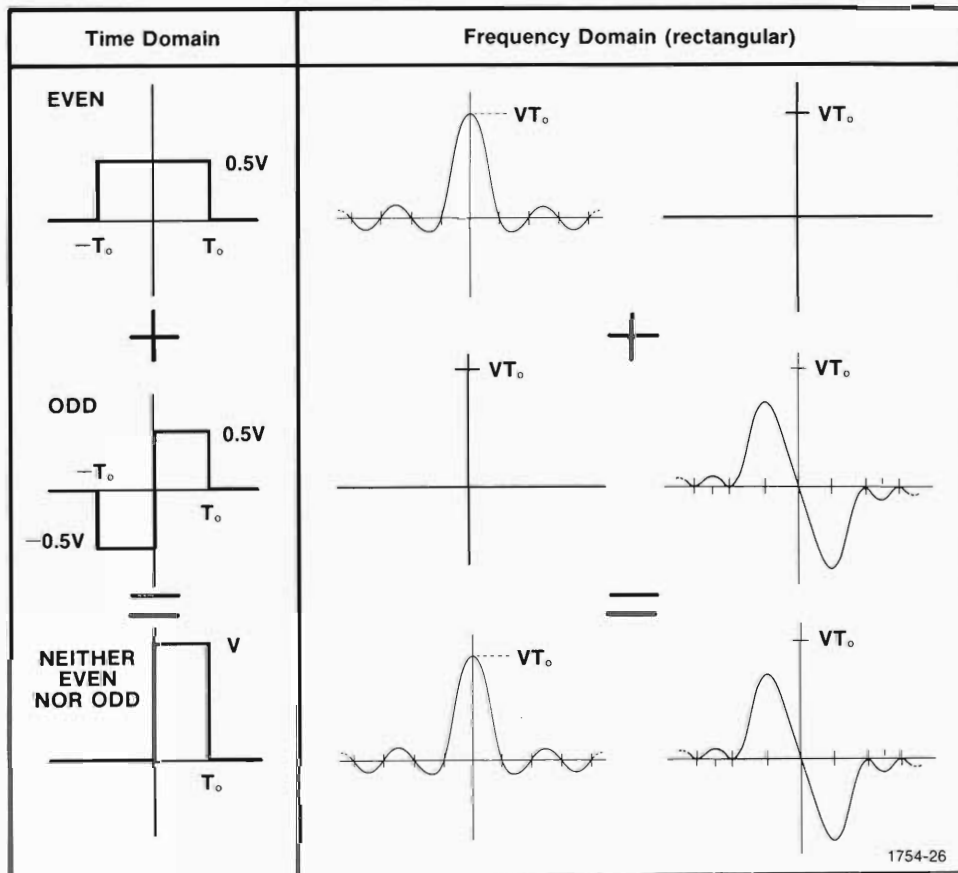 Time Domain
Frequency Domain (rectangular)
EVEN
0.5V
−T₀
T₀
VT₀
VT₀
+
+
ODD
0.5V
−T₀
T₀
−0.5V
VT₀
VT₀
=
=
NEITHER
EVEN
NOR ODD
V
T₀
VT₀
VT₀
1754-26